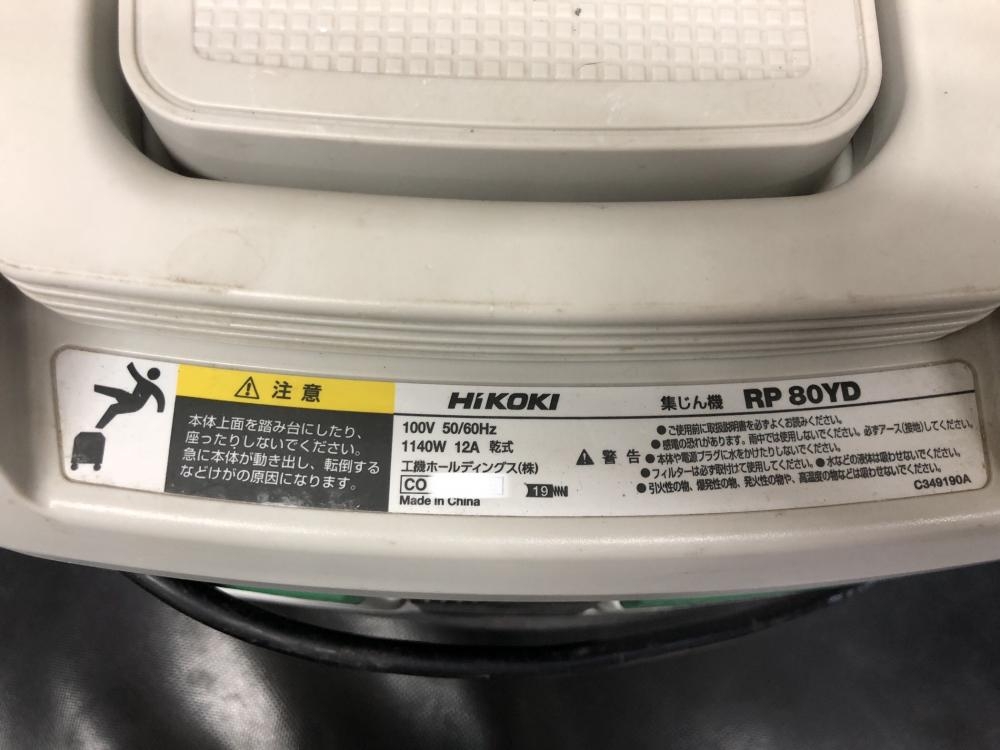 注意
本体上面を踏み台にしたり、
座ったりしないでください。
急に本体が動き出し、転倒する
などけがの原因になります。
HiKOKI 集じん機 RP 80YD
100V 50/60Hz
1140W 12A 乾式
工機ホールディングス(株)
CO
19
Made in China
警告
●ご使用前に取扱説明書を必ずよくお読みください。
●感電の恐れがあります。雨中では使用しないでください。必ずアース(接地)してください。
●本体や電源プラグに水をかけたりしないでください。
●フィルターは必ず取付けて使用してください。●水などの液体は吸わせないでください。
●引火性の物、爆発性の物、発火性の物や、高温度の物などは吸わせないでください。
C349190A